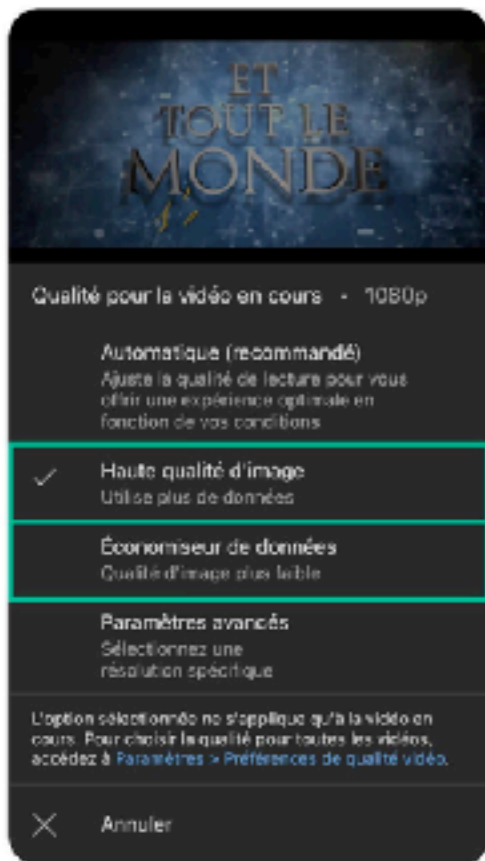 ET
TOUT LE
MONDE
Qualité pour la vidéo en cours • 1080p
Automatique (recommandé)
Ajuste la qualité de lecture pour vous
offrir une expérience optimale en
fonction de vos conditions
Haute qualité d'image
Utilise plus de données
Économiseur de données
Qualité d'image plus faible
Paramètres avancés
Sélectionnez une
résolution spécifique
L'option sélectionnée ne s'applique qu'à la vidéo en
cours. Pour choisir la qualité pour toutes les vidéos,
accédez à Paramètres > Préférences de qualité vidéo.
Annuler